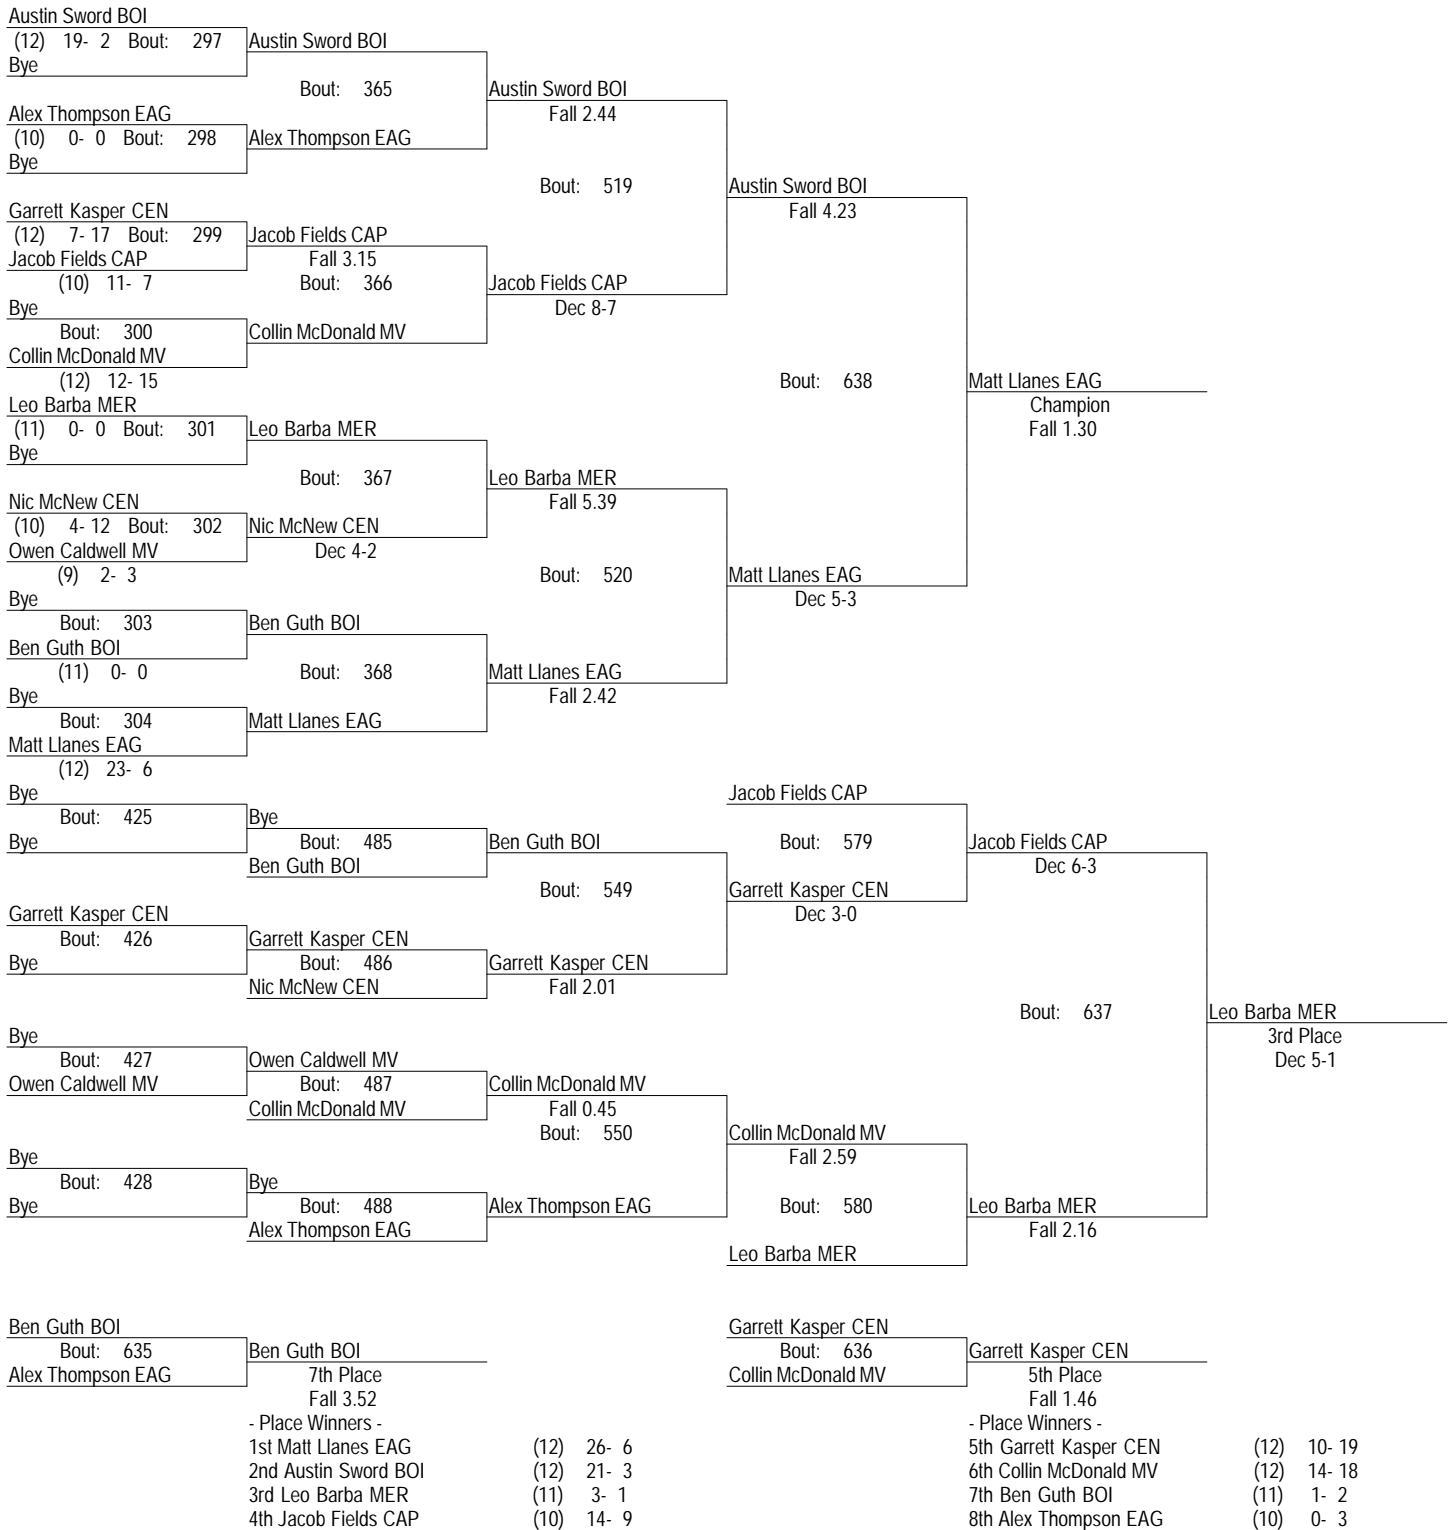 Austin Sword BOI
(12) 19- 2 Bout: 297 Austin Sword BOI
Bye
Bout: 365 Austin Sword BOI
Alex Thompson EAG Fall 2.44
(10) 0- 0 Bout: 298 Alex Thompson EAG
Bye
Bout: 519 Austin Sword BOI
Garrett Kasper CEN Fall 4.23
(12) 7- 17 Bout: 299 Jacob Fields CAP
Jacob Fields CAP Fall 3.15
(10) 11- 7 Bout: 366 Jacob Fields CAP
Bye Dec 8-7
Bout: 300 Collin McDonald MV
Collin McDonald MV
(12) 12- 15 Bout: 638 Matt Llanes EAG
Leo Barba MER Champion
(11) 0- 0 Bout: 301 Leo Barba MER Fall 1.30
Bye
Bout: 367 Leo Barba MER
Nic McNew CEN Fall 5.39
(10) 4- 12 Bout: 302 Nic McNew CEN
Owen Caldwell MV Dec 4-2
(9) 2- 3 Bout: 520 Matt Llanes EAG
Bye Dec 5-3
Bout: 303 Ben Guth BOI
Ben Guth BOI
(11) 0- 0 Bout: 368 Matt Llanes EAG
Bye Fall 2.42
Bout: 304 Matt Llanes EAG
Matt Llanes EAG
(12) 23- 6
Bye Jacob Fields CAP
Bout: 425 Bye
Bye Bout: 485 Ben Guth BOI Bout: 579 Jacob Fields CAP
Ben Guth BOI Dec 6-3
Bout: 549 Garrett Kasper CEN
Garrett Kasper CEN Dec 3-0
Bout: 426 Garrett Kasper CEN
Bye Bout: 486 Garrett Kasper CEN
Nic McNew CEN Fall 2.01
Bout: 637 Leo Barba MER
Bye 3rd Place
Bout: 427 Owen Caldwell MV Dec 5-1
Owen Caldwell MV Bout: 487 Collin McDonald MV
Collin McDonald MV Fall 0.45
Bout: 550 Collin McDonald MV
Bye Fall 2.59
Bout: 428 Bye
Bye Bout: 488 Alex Thompson EAG Bout: 580 Leo Barba MER
Alex Thompson EAG Fall 2.16
Leo Barba MER
Ben Guth BOI Garrett Kasper CEN
Bout: 635 Ben Guth BOI Bout: 636 Garrett Kasper CEN
Alex Thompson EAG 7th Place Collin McDonald MV 5th Place
Fall 3.52 Fall 1.46
- Place Winners - - Place Winners -
1st Matt Llanes EAG (12) 26- 6 5th Garrett Kasper CEN (12) 10- 19
2nd Austin Sword BOI (12) 21- 3 6th Collin McDonald MV (12) 14- 18
3rd Leo Barba MER (11) 3- 1 7th Ben Guth BOI (11) 1- 2
4th Jacob Fields CAP (10) 14- 9 8th Alex Thompson EAG (10) 0- 3